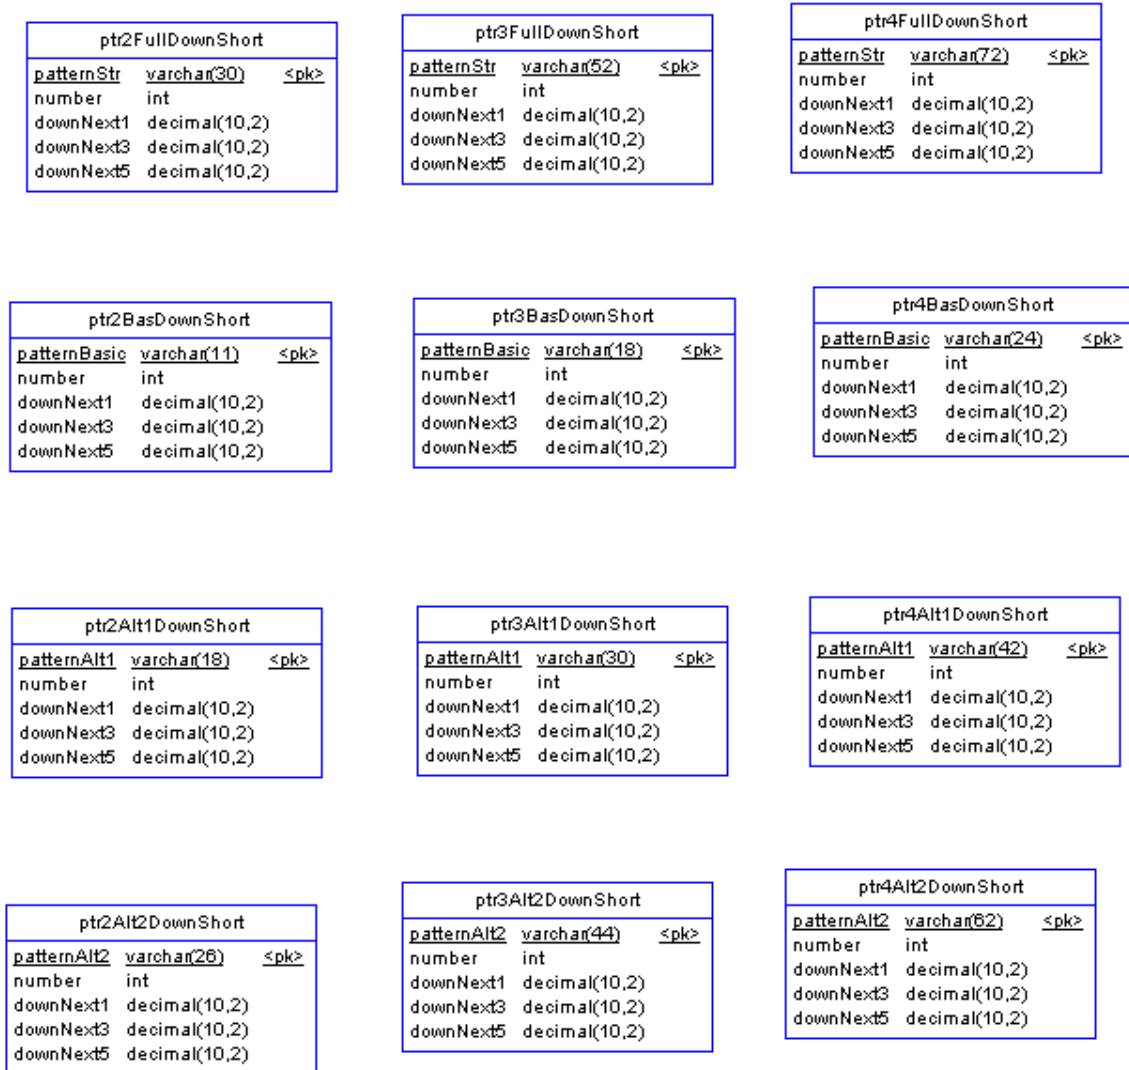 ptr2FullDownShort
patternStr varchar(30) <pk>
number int
downNext1 decimal(10,2)
downNext3 decimal(10,2)
downNext5 decimal(10,2)
ptr3FullDownShort
patternStr varchar(52) <pk>
number int
downNext1 decimal(10,2)
downNext3 decimal(10,2)
downNext5 decimal(10,2)
ptr4FullDownShort
patternStr varchar(72) <pk>
number int
downNext1 decimal(10,2)
downNext3 decimal(10,2)
downNext5 decimal(10,2)
ptr2BasDownShort
patternBasic varchar(11) <pk>
number int
downNext1 decimal(10,2)
downNext3 decimal(10,2)
downNext5 decimal(10,2)
ptr3BasDownShort
patternBasic varchar(18) <pk>
number int
downNext1 decimal(10,2)
downNext3 decimal(10,2)
downNext5 decimal(10,2)
ptr4BasDownShort
patternBasic varchar(24) <pk>
number int
downNext1 decimal(10,2)
downNext3 decimal(10,2)
downNext5 decimal(10,2)
ptr2Alt1DownShort
patternAlt1 varchar(18) <pk>
number int
downNext1 decimal(10,2)
downNext3 decimal(10,2)
downNext5 decimal(10,2)
ptr3Alt1DownShort
patternAlt1 varchar(30) <pk>
number int
downNext1 decimal(10,2)
downNext3 decimal(10,2)
downNext5 decimal(10,2)
ptr4Alt1DownShort
patternAlt1 varchar(42) <pk>
number int
downNext1 decimal(10,2)
downNext3 decimal(10,2)
downNext5 decimal(10,2)
ptr2Alt2DownShort
patternAlt2 varchar(26) <pk>
number int
downNext1 decimal(10,2)
downNext3 decimal(10,2)
downNext5 decimal(10,2)
ptr3Alt2DownShort
patternAlt2 varchar(44) <pk>
number int
downNext1 decimal(10,2)
downNext3 decimal(10,2)
downNext5 decimal(10,2)
ptr4Alt2DownShort
patternAlt2 varchar(62) <pk>
number int
downNext1 decimal(10,2)
downNext3 decimal(10,2)
downNext5 decimal(10,2)